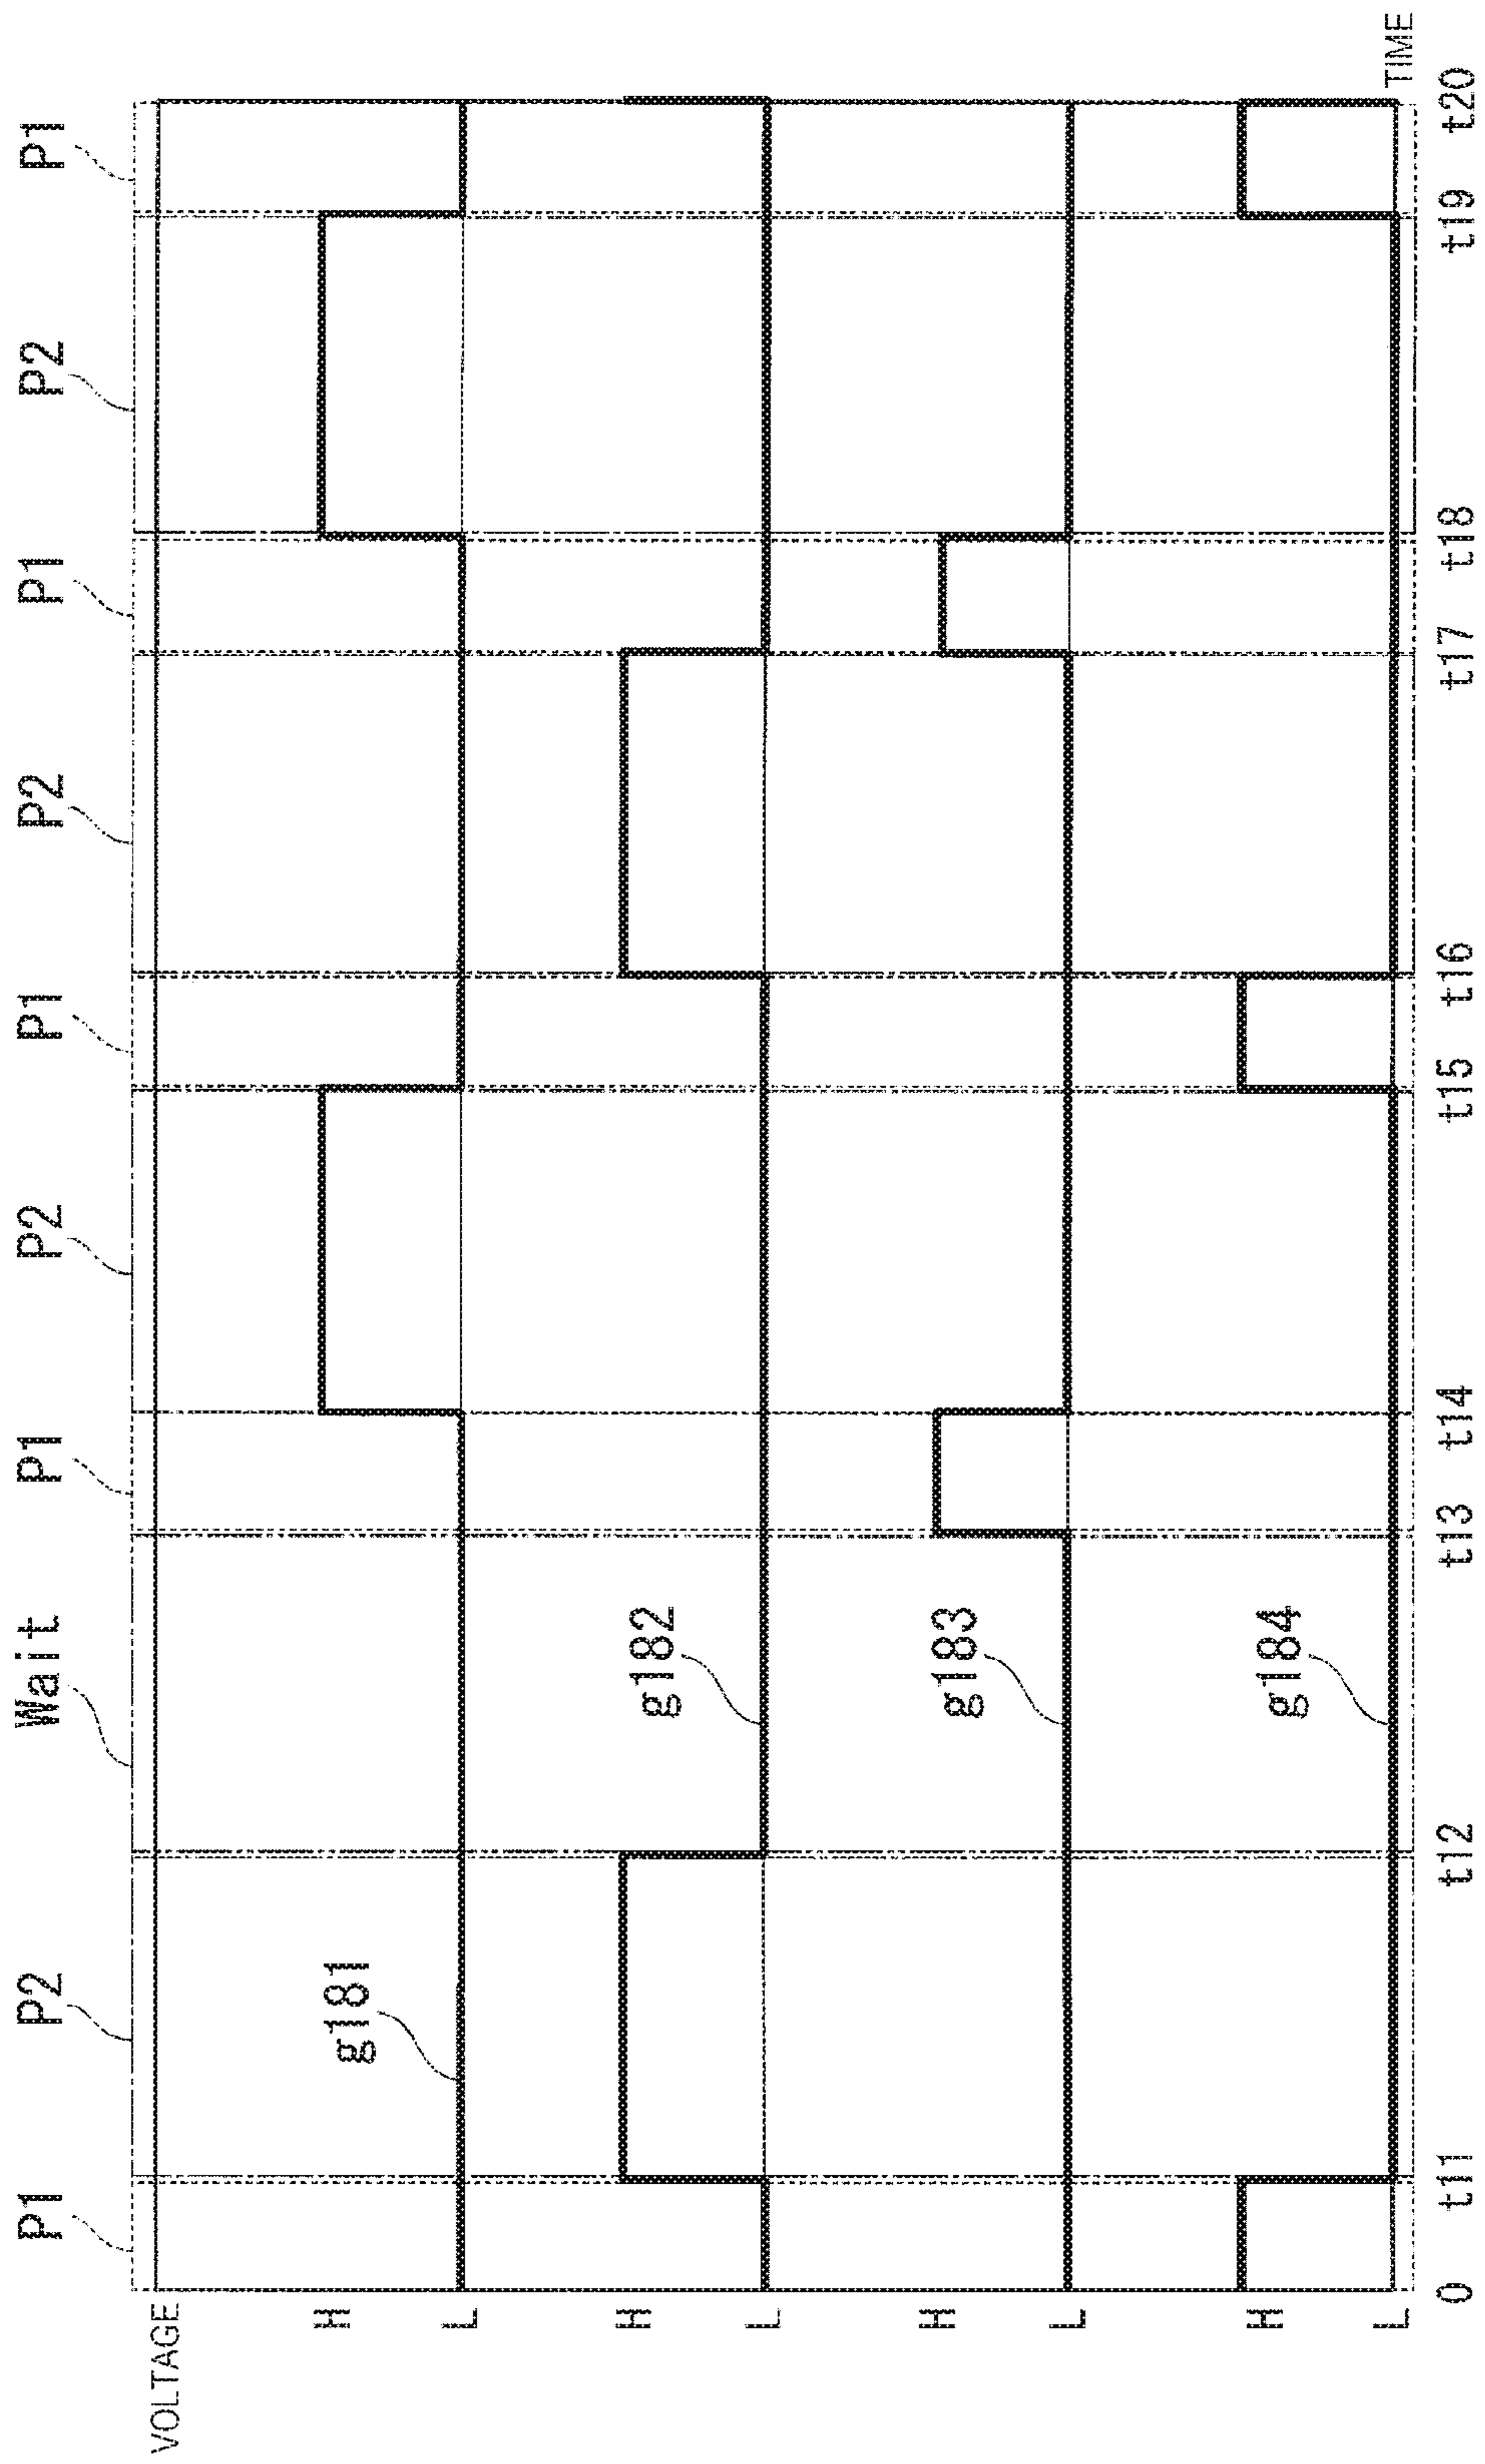 P1 P2 Wait P1 P2 P1 P2 P1 P2 P1
VOLTAGE
H
g181
L
H
g182
L
H
g183
L
H
g184
L
TIME
0 t11 t12 t13 t14 t15 t16 t17 t18 t19 t20